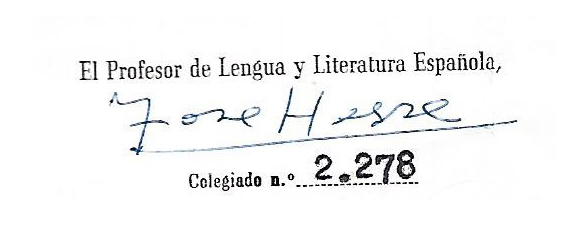 El Profesor de Lengua y Literatura Española,
Jose Hesse
Colegiado n.º 2.278